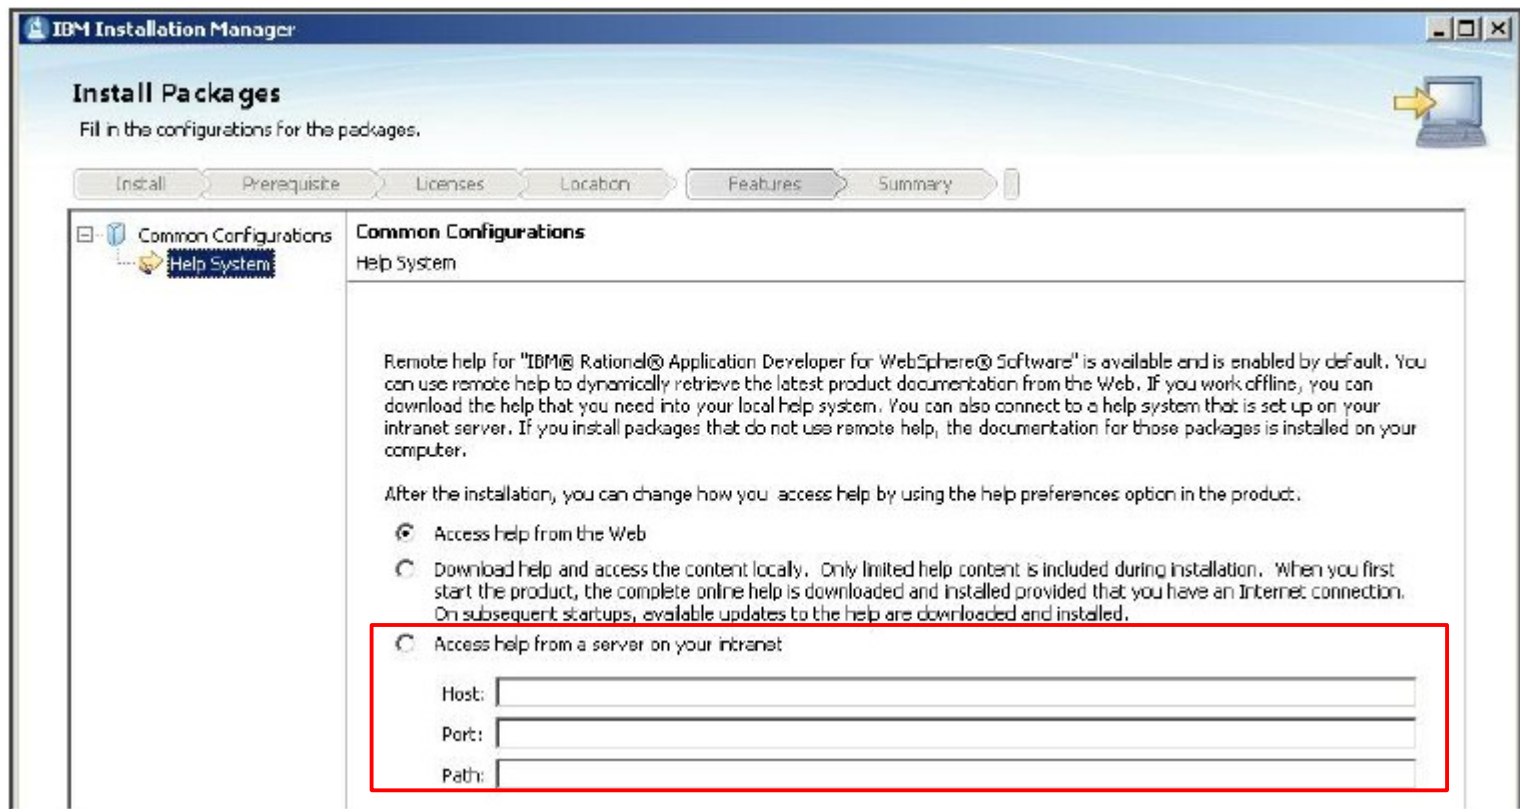 IBM Installation Manager
Install Packages
Fill in the configurations for the packages.
Install
Prerequisite
Licenses
Location
Features
Summary
Common Configurations
Help System
Common Configurations
Help System
Remote help for "IBM® Rational® Application Developer for WebSphere® Software" is available and is enabled by default. You
can use remote help to dynamically retrieve the latest product documentation from the Web. If you work offline, you can
download the help that you need into your local help system. You can also connect to a help system that is set up on your
intranet server. If you install packages that do not use remote help, the documentation for those packages is installed on your
computer.
After the installation, you can change how you access help by using the help preferences option in the product.
Access help from the Web
Download help and access the content locally. Only limited help content is included during installation. When you first
start the product, the complete online help is downloaded and installed provided that you have an Internet connection.
On subsequent startups, available updates to the help are downloaded and installed.
Access help from a server on your intranet
Host:
Port:
Path: